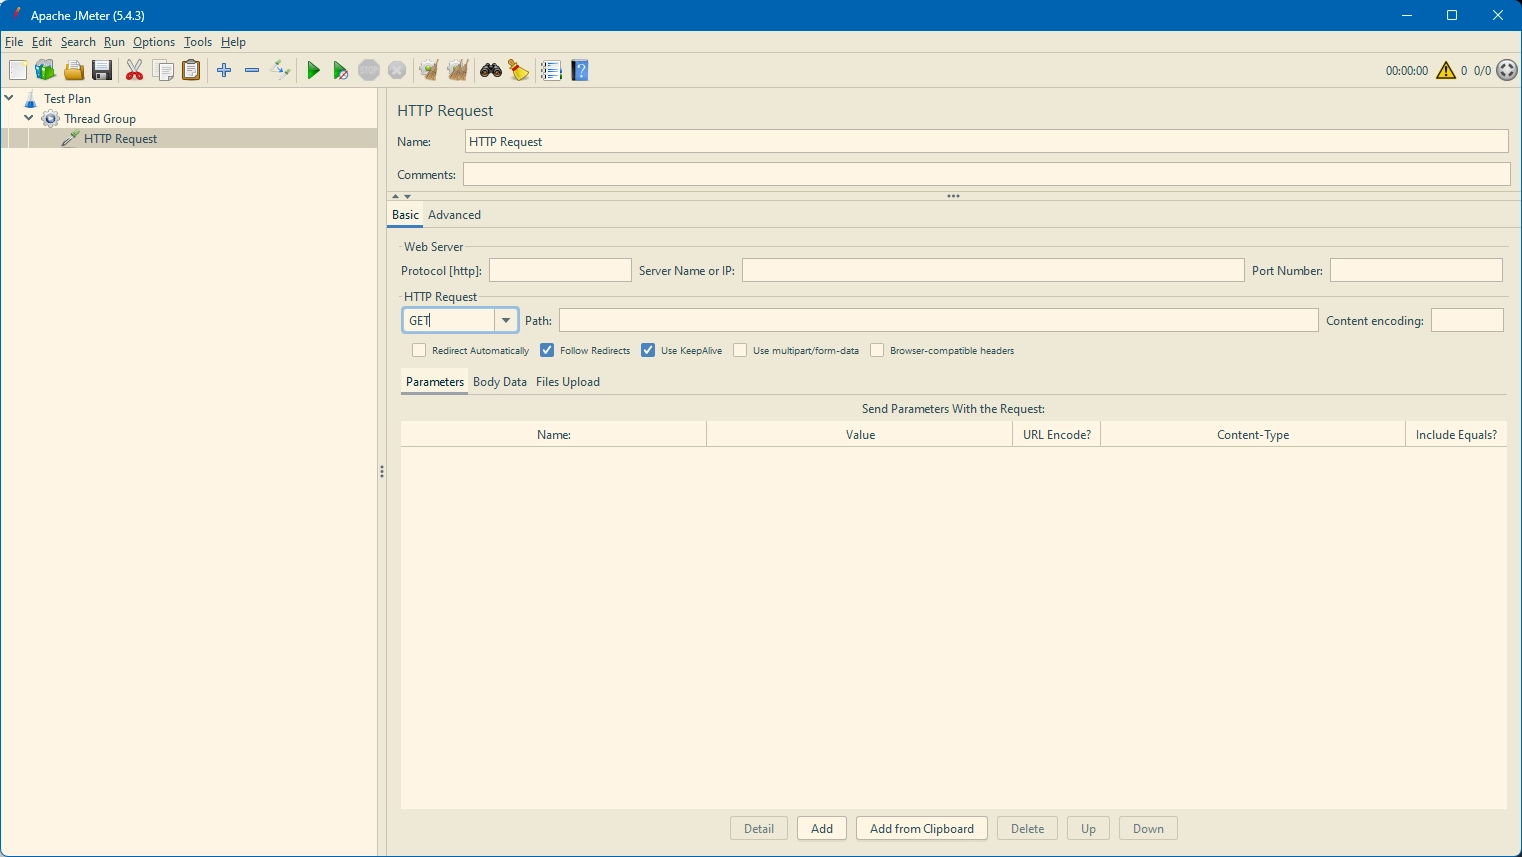 Apache JMeter (5.4.3)
File Edit Search Run Options Tools Help
STOP
00:00:00 0 0/0
Test Plan
Thread Group
HTTP Request
HTTP Request
Name: HTTP Request
Comments:
Basic Advanced
Web Server
Protocol [http]: Server Name or IP: Port Number:
HTTP Request
GET Path: Content encoding:
Redirect Automatically Follow Redirects Use KeepAlive Use multipart/form-data Browser-compatible headers
Parameters Body Data Files Upload
Send Parameters With the Request:
Name: Value URL Encode? Content-Type Include Equals?
Detail Add Add from Clipboard Delete Up Down